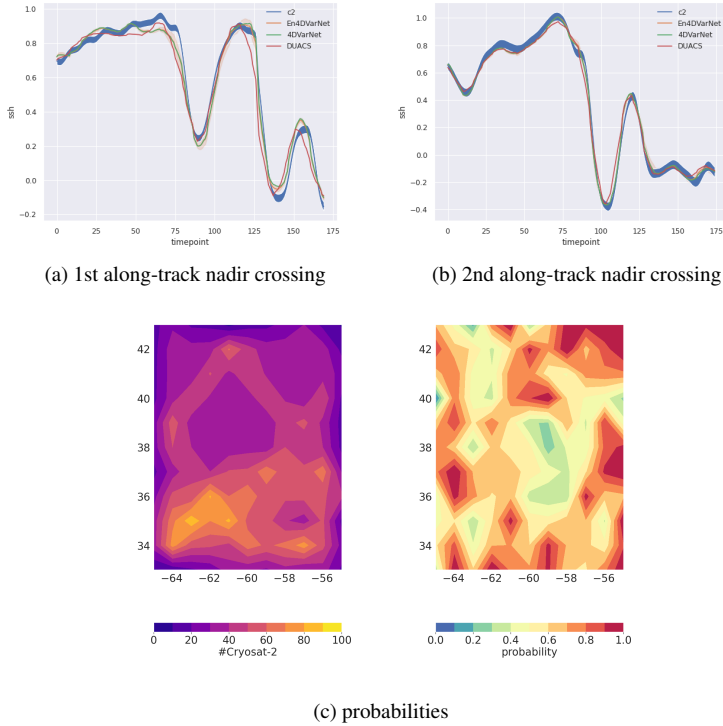 1.0
0.8
0.6
0.4
0.2
0.0
−0.2
ssh
0 25 50 75 100 125 150 175
timepoint
c2
En4DVarNet
4DVarNet
DUACS
(a) 1st along-track nadir crossing
1.0
0.8
0.6
0.4
0.2
0.0
−0.2
−0.4
ssh
0 25 50 75 100 125 150 175
timepoint
c2
En4DVarNet
4DVarNet
DUACS
(b) 2nd along-track nadir crossing
42
40
38
36
34
−64 −62 −60 −58 −56
0 20 40 60 80 100
#Cryosat-2
42
40
38
36
34
−64 −62 −60 −58 −56
0.0 0.2 0.4 0.6 0.8 1.0
probability
(c) probabilities